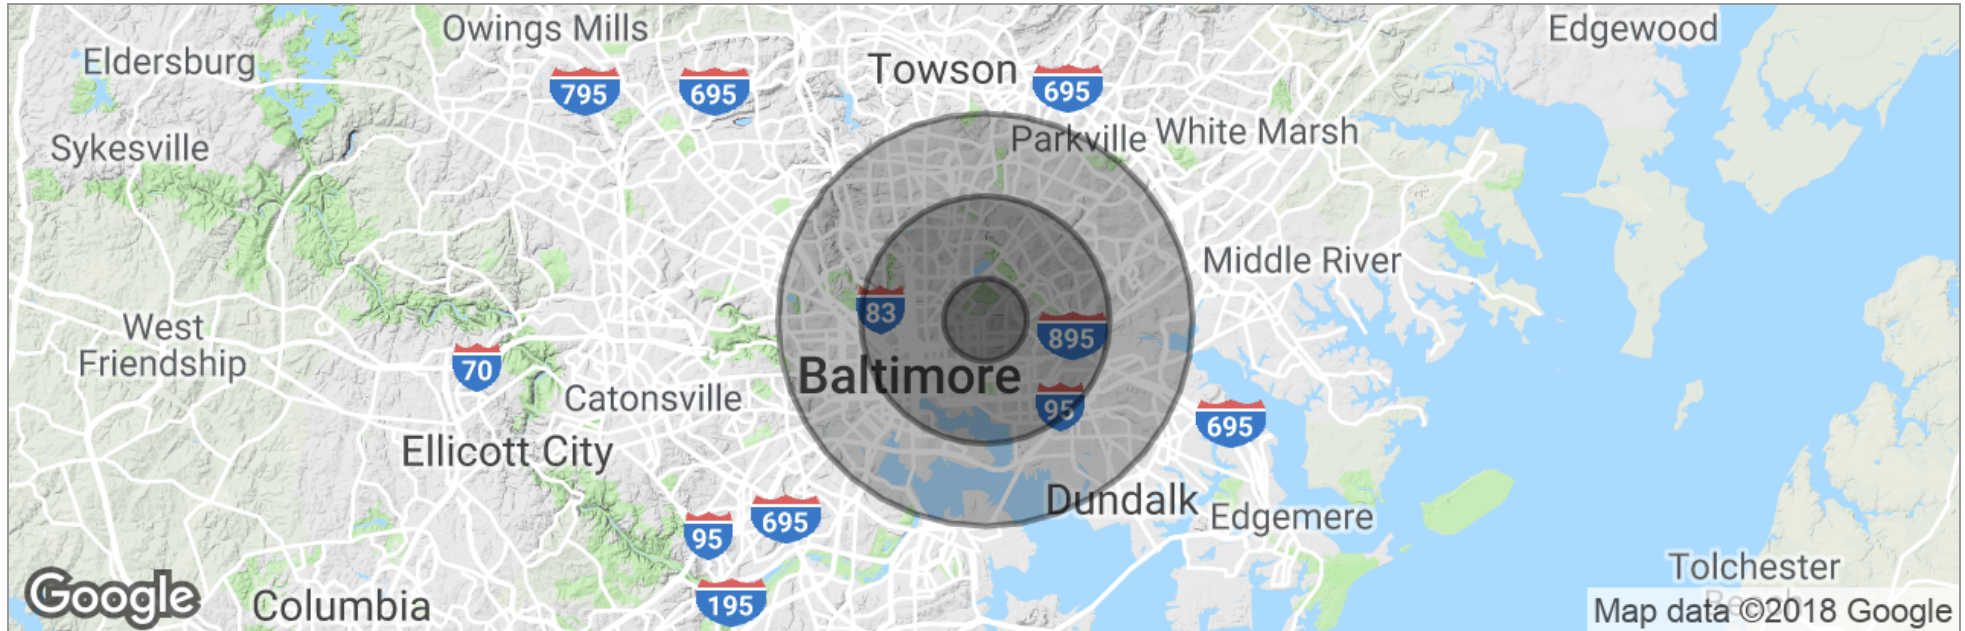 Owings Mills
Edgewood
Eldersburg
Towson
795
695
695
Parkville
White Marsh
Sykesville
Middle River
83
West
Friendship
895
70
Baltimore
Catonsville
95
695
Ellicott City
Dundalk
Edgemere
695
95
Tolchester
Beach
195
Google
Columbia
Map data ©2018 Google